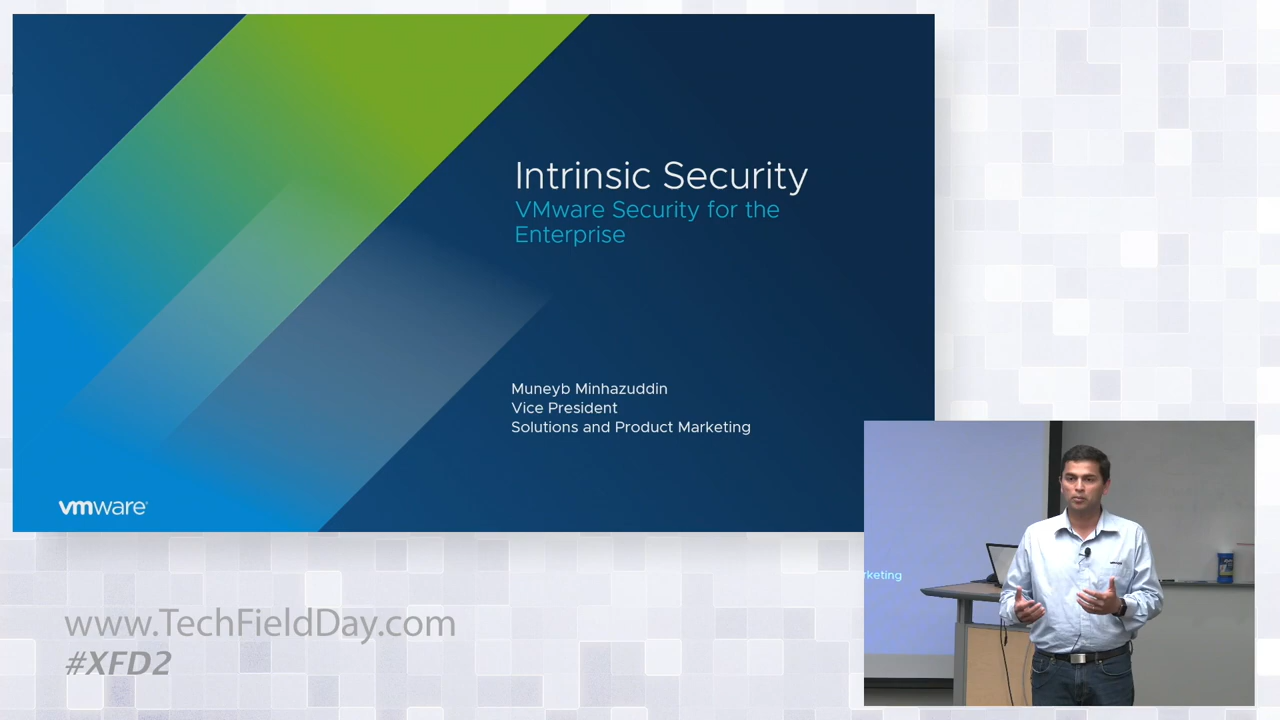 Intrinsic Security
VMware Security for the
Enterprise
Muneyb Minhazuddin
Vice President
Solutions and Product Marketing
vmware
rketing
www.TechFieldDay.com
#XFD2